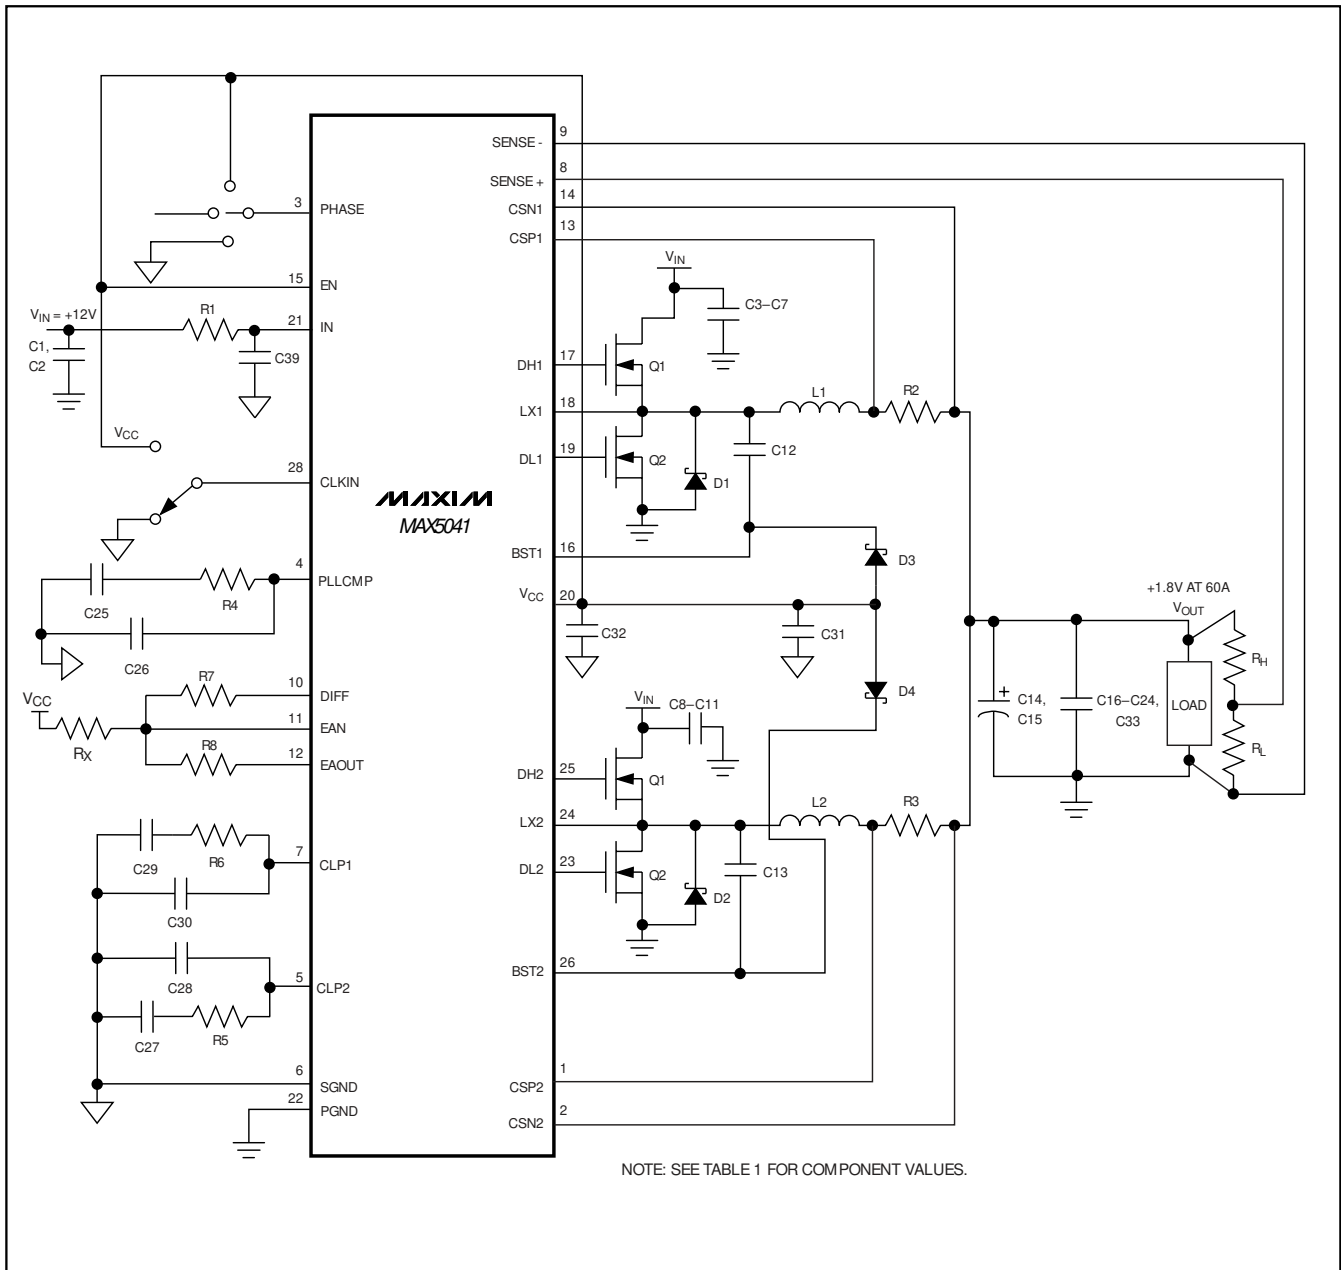 SENSE - 9
SENSE + 8
CSN1 14
CSP1 13
3 PHASE
15 EN
VIN = +12V
R1
21 IN
C1,
C2
C39
VCC
28 CLKIN
MAXIM
MAX5041
4 PLLCMP
C25
R4
C26
VCC
RX
R7
10 DIFF
11 EAN
R8
12 EAOUT
C29
R6
7 CLP1
C30
C28
5 CLP2
C27
R5
6 SGND
22 PGND
VIN
C3–C7
DH1 17
Q1
LX1 18
L1
R2
DL1 19
Q2
D1
C12
BST1 16
D3
VCC 20
C32
C31
D4
VIN
C8–C11
DH2 25
Q1
LX2 24
L2
R3
DL2 23
Q2
D2
C13
BST2 26
CSP2 1
CSN2 2
+1.8V AT 60A
VOUT
RH
C14,
C15
C16–C24,
C33
LOAD
RL
NOTE: SEE TABLE 1 FOR COMPONENT VALUES.